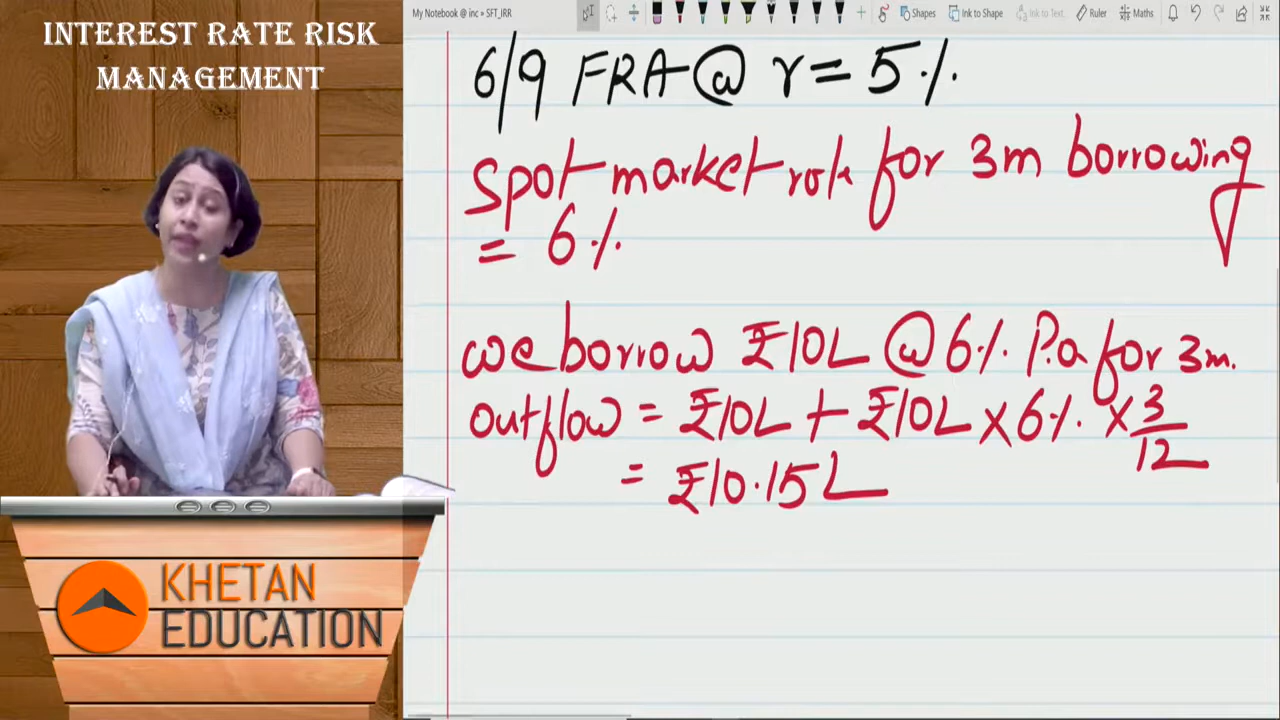 INTEREST RATE RISK
MANAGEMENT
My Notebook @ inc » SFT_IRR
Shapes
Ink to Shape
Ink to Text
Ruler
Maths
6/9 FRA @ r = 5%
Spot market rate for 3m borrowing
= 6%
we borrow ₹10L @ 6% P.a for 3m.
outflow = ₹10L + ₹10L × 6% × 3/12
= ₹10.15L
KHETAN
EDUCATION